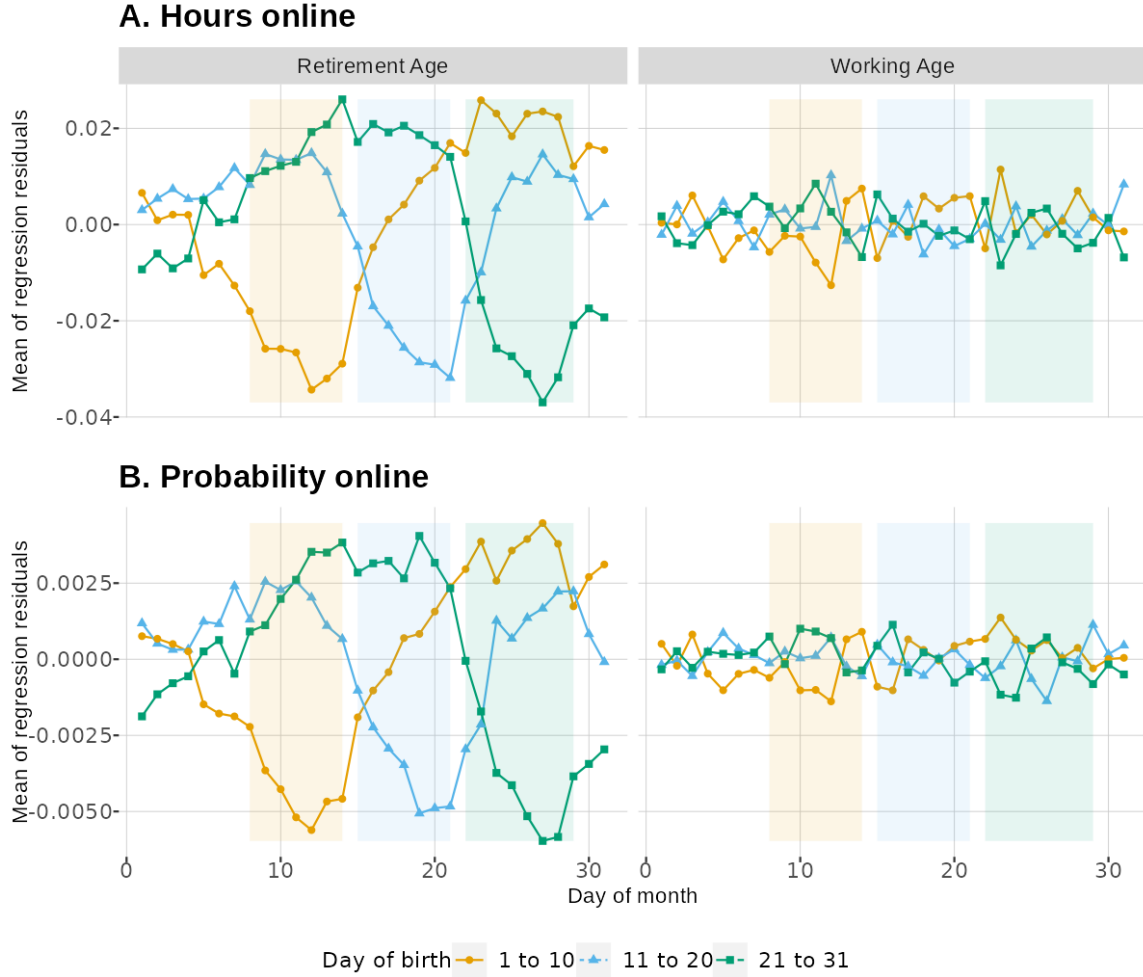 A. Hours online
Retirement Age
Working Age
Mean of regression residuals
0.02
0.00
-0.02
-0.04
B. Probability online
Mean of regression residuals
0.0025
0.0000
-0.0025
-0.0050
0 10 20 30 0 10 20 30
Day of month
Day of birth 1 to 10 11 to 20 21 to 31